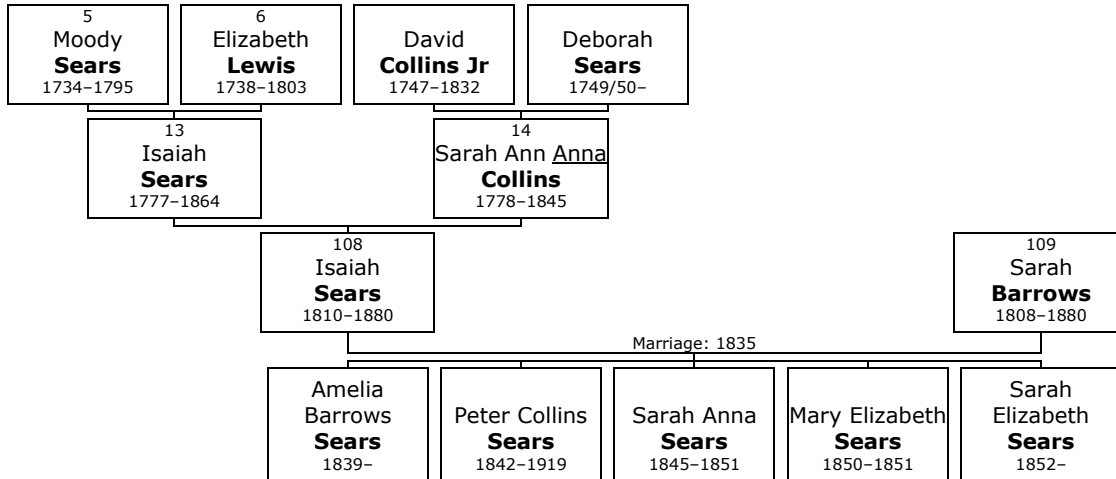 5
Moody
Sears
1734–1795
6
Elizabeth
Lewis
1738–1803
David
Collins Jr
1747–1832
Deborah
Sears
1749/50–
13
Isaiah
Sears
1777–1864
14
Sarah Ann Anna
Collins
1778–1845
108
Isaiah
Sears
1810–1880
109
Sarah
Barrows
1808–1880
Marriage: 1835
Amelia
Barrows
Sears
1839–
Peter Collins
Sears
1842–1919
Sarah Anna
Sears
1845–1851
Mary Elizabeth
Sears
1850–1851
Sarah
Elizabeth
Sears
1852–